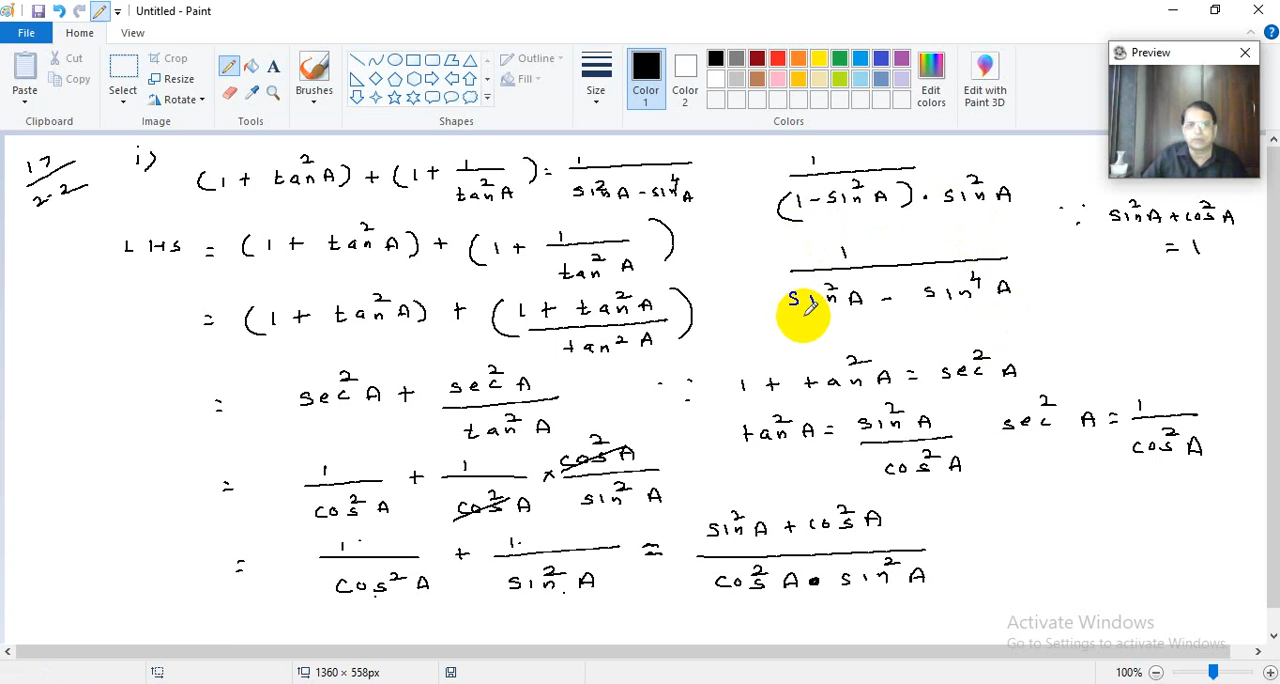 Untitled - Paint
File Home View
Paste Cut Copy Clipboard
Select Crop Resize Rotate Image
Tools
Brushes
Shapes Outline Fill
Size
Color 1 Color 2 Colors
Edit colors
Edit with Paint 3D
Preview
17/2-2 i) (1 + tan²A) + (1 + 1/tan²A) = 1/(sin²A - sin⁴A)
LHS = (1 + tan²A) + (1 + 1/tan²A)
= (1 + tan²A) + ((1 + tan²A)/tan²A)
= sec²A + sec²A/tan²A ∵ 1 + tan²A = sec²A
tan²A = sin²A/cos²A sec²A = 1/cos²A
= 1/cos²A + 1/cos²A × cos²A/sin²A
= 1/cos²A + 1/sin²A = (sin²A + cos²A)/(cos²A • sin²A)
1/((1 - sin²A) • sin²A) ∵ sin²A + cos²A = 1
1/(sin²A - sin⁴A)
Activate Windows
Go to Settings to activate Windows.
1360 × 558px 100%